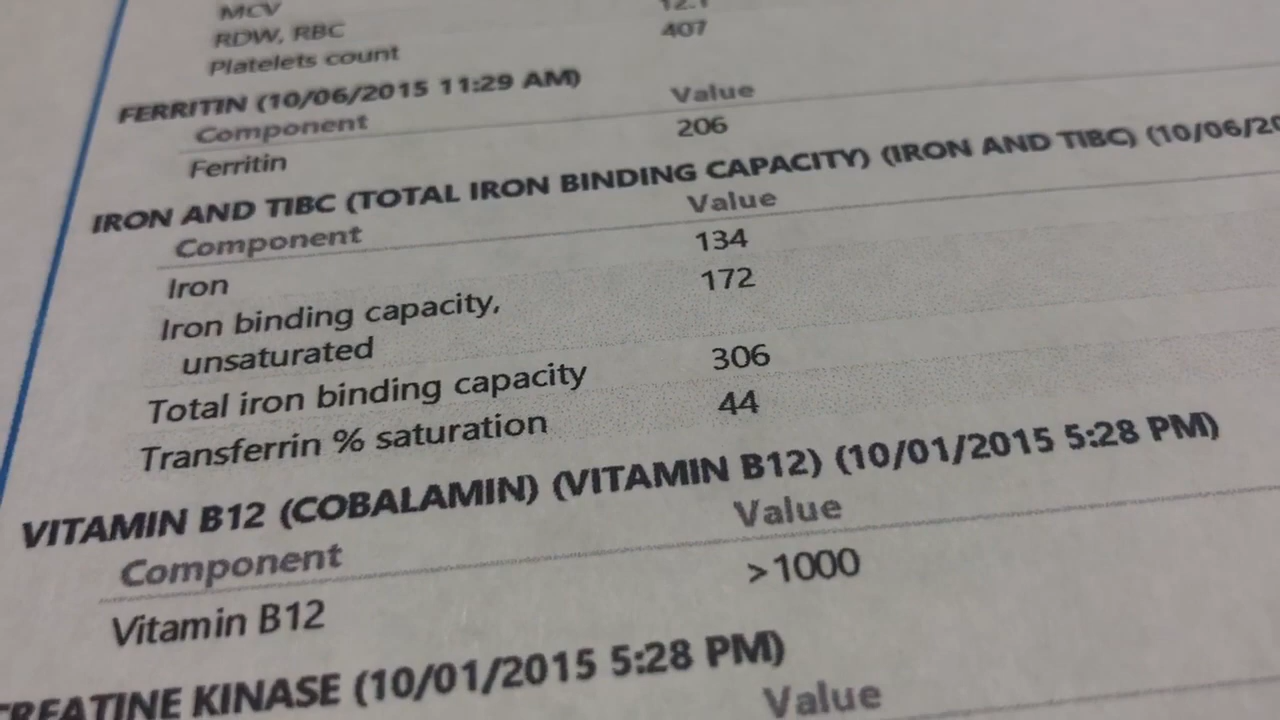 MCV
RDW, RBC 12.1
Platelets count 407
FERRITIN (10/06/2015 11:29 AM)
Component Value
Ferritin 206
IRON AND TIBC (TOTAL IRON BINDING CAPACITY) (IRON AND TIBC) (10/06/20
Component Value
Iron 134
Iron binding capacity, 172
unsaturated
Total iron binding capacity 306
Transferrin % saturation 44
VITAMIN B12 (COBALAMIN) (VITAMIN B12) (10/01/2015 5:28 PM)
Component Value
Vitamin B12 >1000
CREATINE KINASE (10/01/2015 5:28 PM)
Value